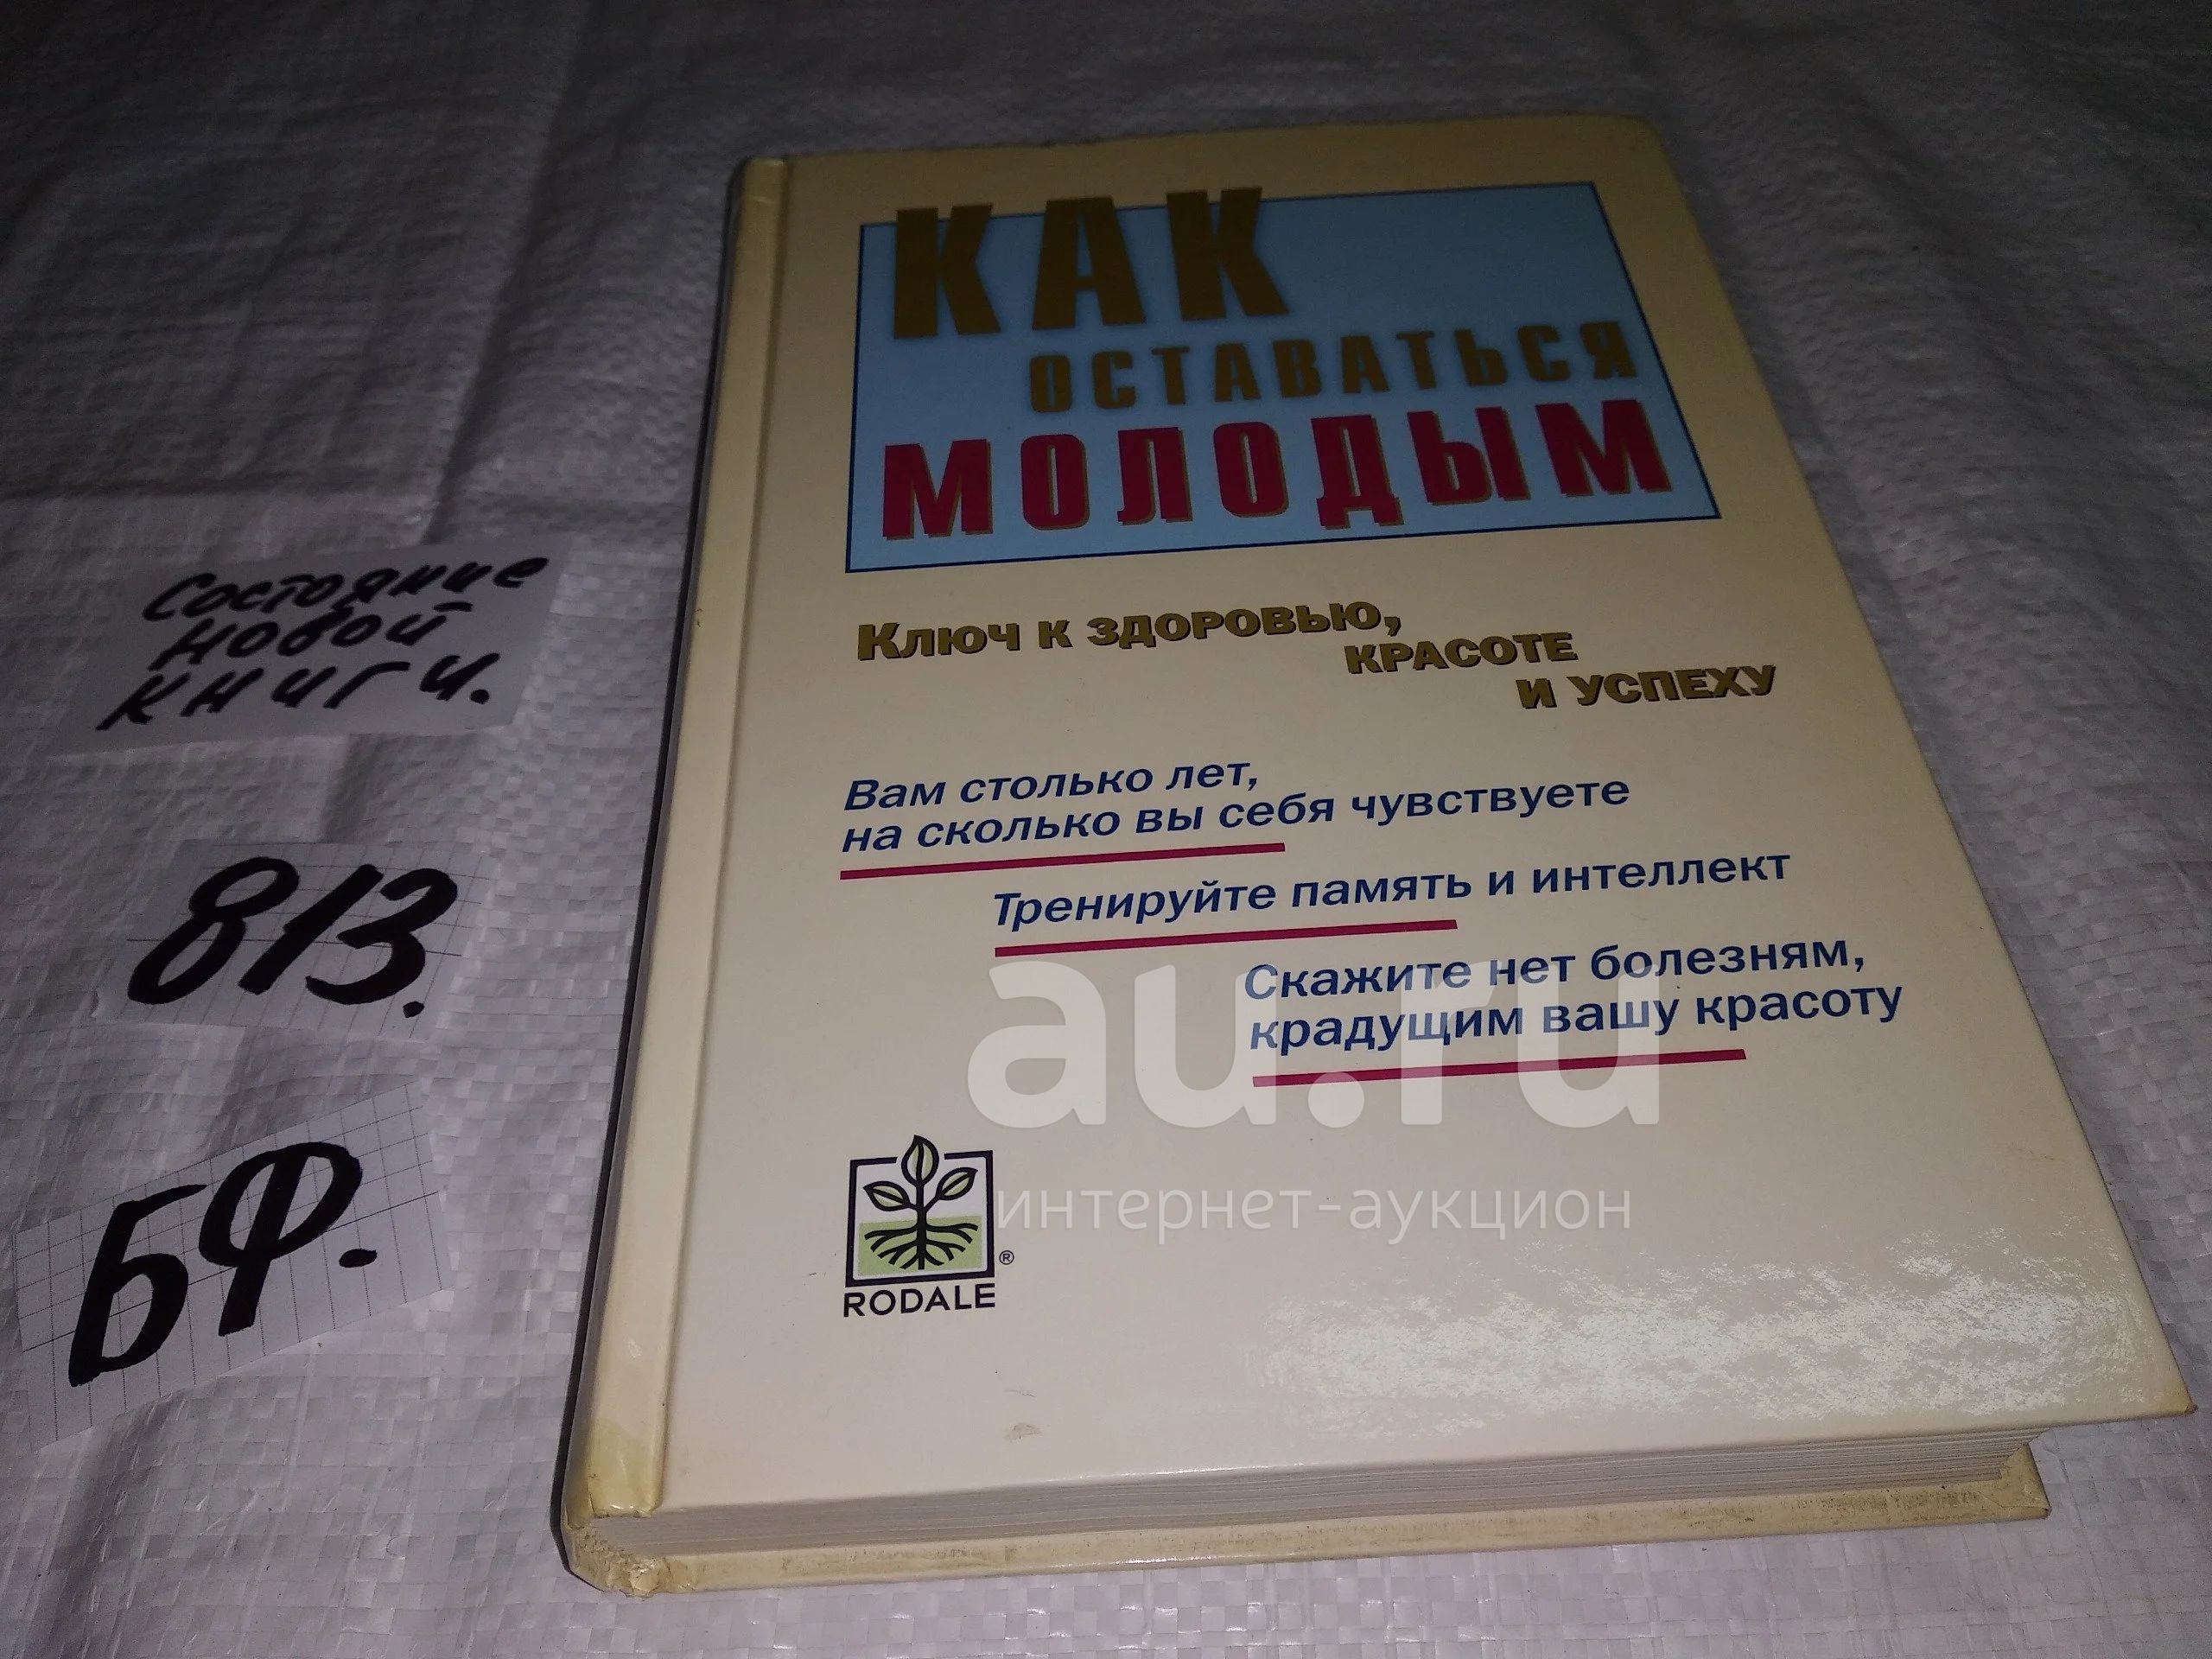 КАК
ОСТАВАТЬСЯ
МОЛОДЫМ
Ключ к здоровью,
красоте
и успеху
Вам столько лет,
на сколько вы себя чувствуете
Тренируйте память и интеллект
Скажите нет болезням,
крадущим вашу красоту
RODALE
®
Состояние
новой
книги.
813.
БФ.
au.ru
интернет-аукцион